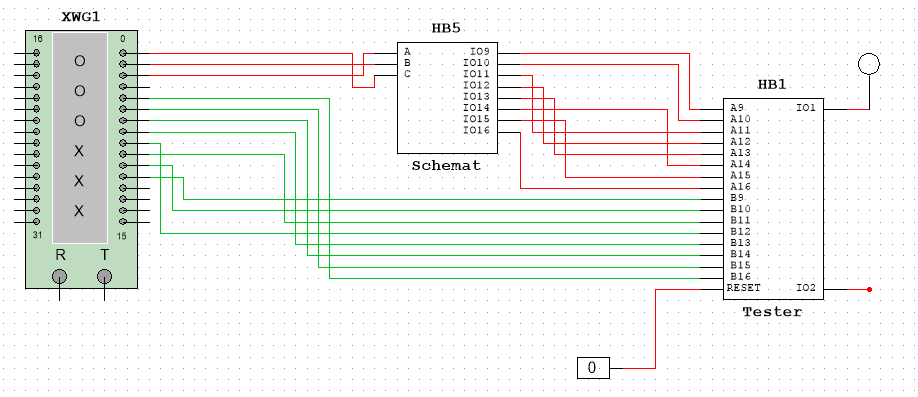 XWG1
16 0
O
O
O
X
X
X
31 15
R T
HB5
A IO9
B IO10
C IO11
IO12
IO13
IO14
IO15
IO16
Schemat
HB1
A9 IO1
A10
A11
A12
A13
A14
A15
A16
B9
B10
B11
B12
B13
B14
B15
B16
RESET IO2
Tester
0